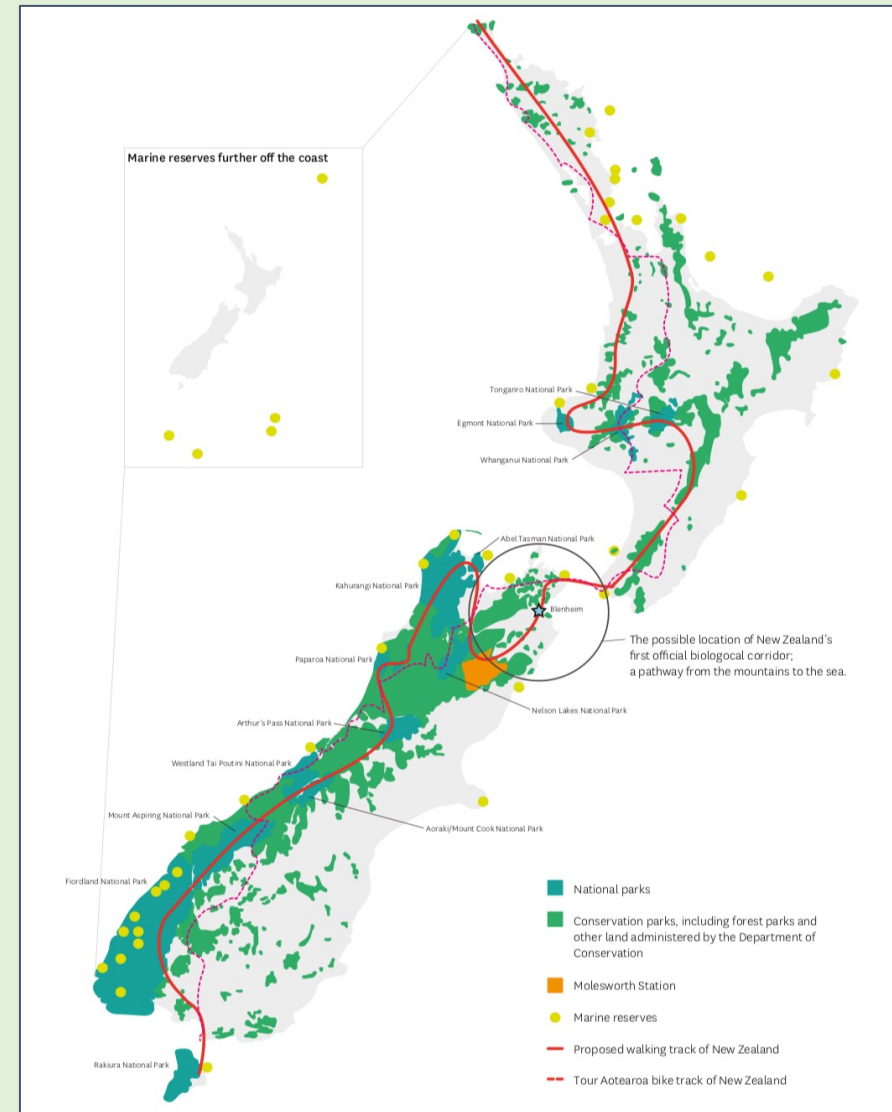 Marine reserves further off the coast
Tongariro National Park
Egmont National Park
Whanganui National Park
Abel Tasman National Park
Kahurangi National Park
Blenheim
The possible location of New Zealand's
first official biologocal corridor;
a pathway from the mountains to the sea.
Paparoa National Park
Nelson Lakes National Park
Arthur's Pass National Park
Westland Tai Poutini National Park
Mount Aspiring National Park
Aoraki/Mount Cook National Park
Fiordland National Park
National parks
Conservation parks, including forest parks and
other land administered by the Department of
Conservation
Molesworth Station
Marine reserves
Proposed walking track of New Zealand
Rakiura National Park
Tour Aotearoa bike track of New Zealand